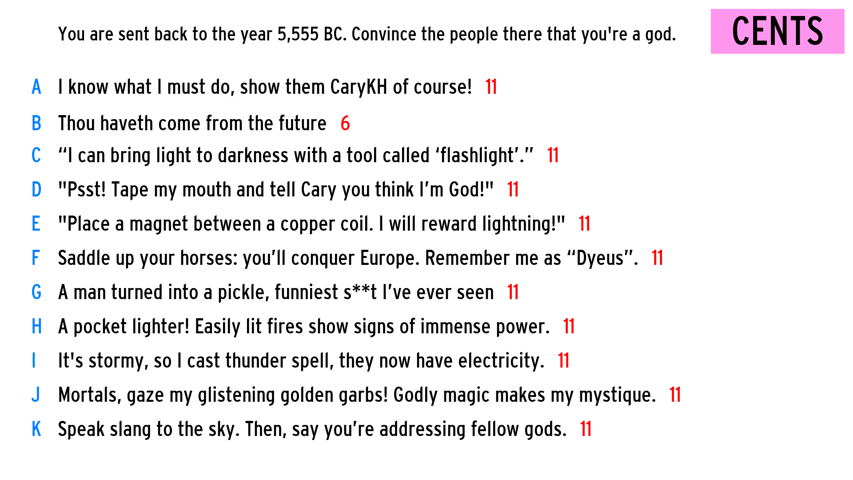 You are sent back to the year 5,555 BC. Convince the people there that you're a god.
CENTS
A I know what I must do, show them CaryKH of course! 11
B Thou haveth come from the future 6
C “I can bring light to darkness with a tool called ‘flashlight’.” 11
D "Psst! Tape my mouth and tell Cary you think I’m God!" 11
E "Place a magnet between a copper coil. I will reward lightning!" 11
F Saddle up your horses: you’ll conquer Europe. Remember me as “Dyeus”. 11
G A man turned into a pickle, funniest s**t I’ve ever seen 11
H A pocket lighter! Easily lit fires show signs of immense power. 11
I It's stormy, so I cast thunder spell, they now have electricity. 11
J Mortals, gaze my glistening golden garbs! Godly magic makes my mystique. 11
K Speak slang to the sky. Then, say you’re addressing fellow gods. 11